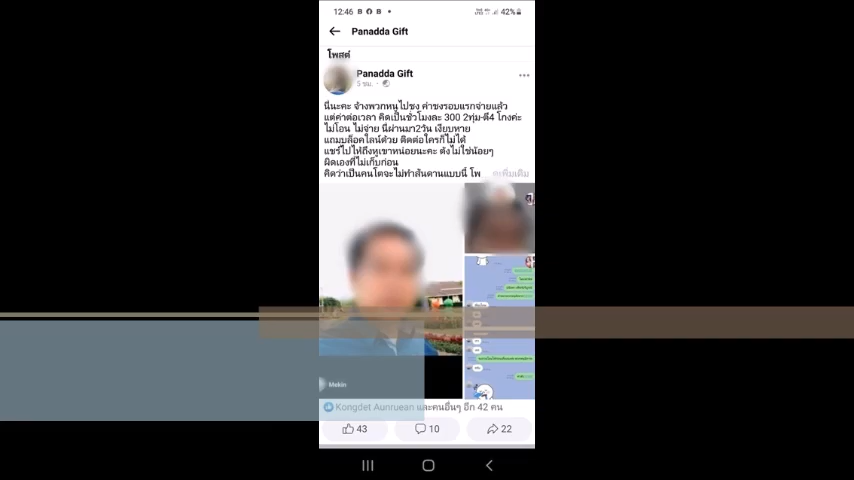 12:46
42%
Panadda Gift
โพสต์
Panadda Gift
5 ชม.
นี่นะคะ จ้างพวกหนูไปชง ค่าชงรอบแรกจ่ายแล้ว
แต่ค่าต่อเวลา คิดเป็นชั่วโมงละ 300 2ทุ่ม-ตี4 โกงค่ะ
ไม่โอน ไม่จ่าย นี่ผ่านมา2วัน เงียบหาย
แถมบล็อคไลน์ด้วย ติดต่อใครก็ไม่ได้
แชร์ไปให้ถึงหูเขาหน่อยนะคะ ดังไม่ใช่น้อยๆ
ผิดเองที่ไม่เก็บก่อน
คิดว่าเป็นคนโตจะไม่ทำสันดานแบบนี้ โพ ดูเพิ่มเติม
Mekin
Kongdet Aunruean และคนอื่นๆ อีก 42 คน
43
10
22